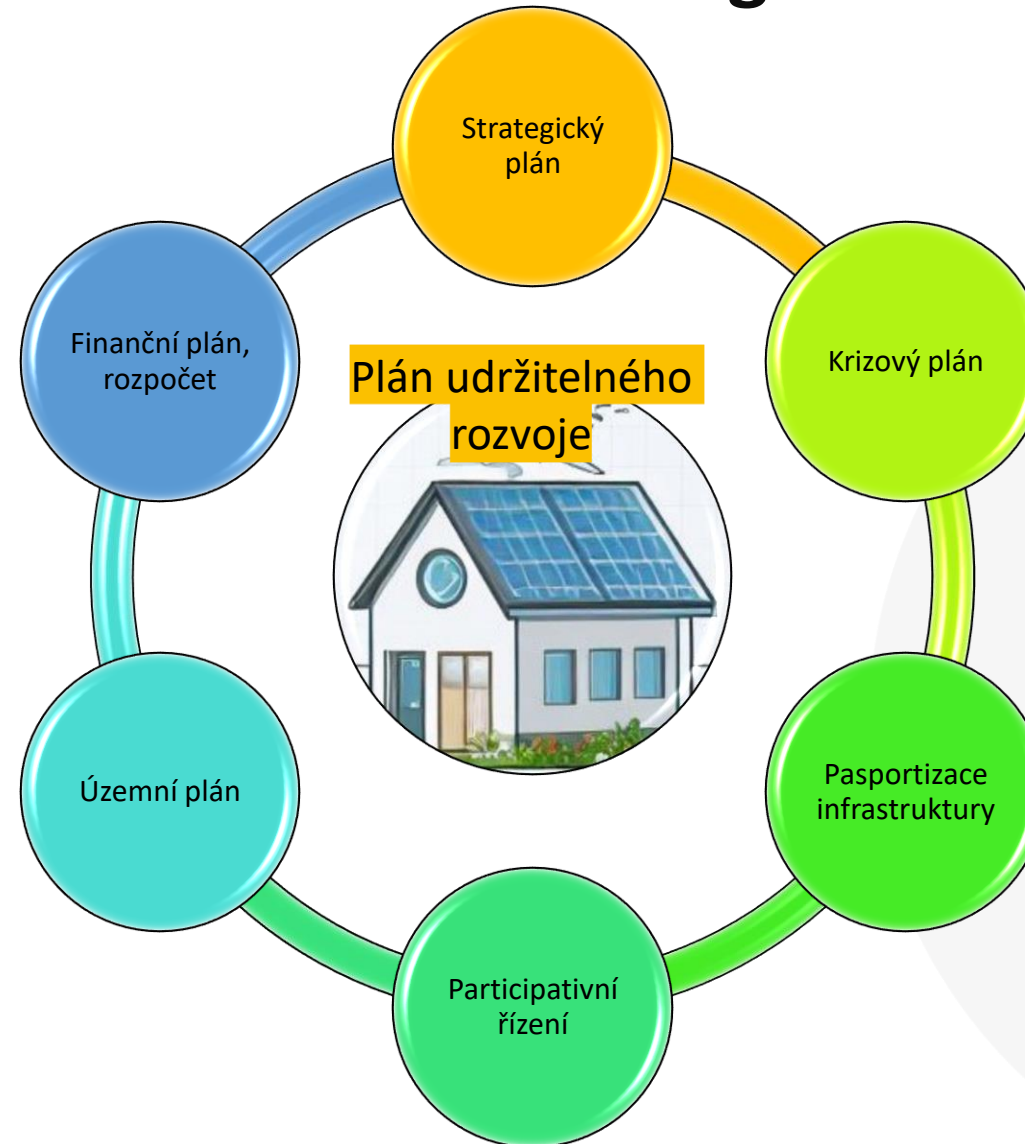 Strategický
plán
Finanční plán,
rozpočet
Krizový plán
Plán udržitelného
rozvoje
Územní plán
Pasportizace
infrastruktury
Participativní
řízení